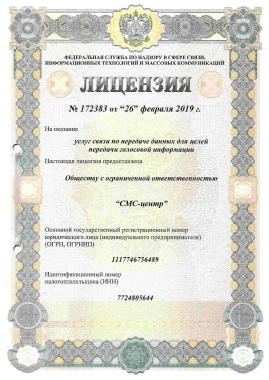 ФЕДЕРАЛЬНАЯ СЛУЖБА ПО НАДЗОРУ В СФЕРЕ СВЯЗИ,
ИНФОРМАЦИОННЫХ ТЕХНОЛОГИЙ И МАССОВЫХ КОММУНИКАЦИЙ
ЛИЦЕНЗИЯ
№ 172383 от “26” февраля 2019 г.
На оказание
услуг связи по передаче данных для целей
передачи голосовой информации
Настоящая лицензия предоставлена
Обществу с ограниченной ответственностью
“СМС-центр”
Основной государственный регистрационный номер
юридического лица (индивидуального предпринимателя)
(ОГРН, ОГРНИП)
1117746756489
Идентификационный номер
налогоплательщика (ИНН)
7724805644